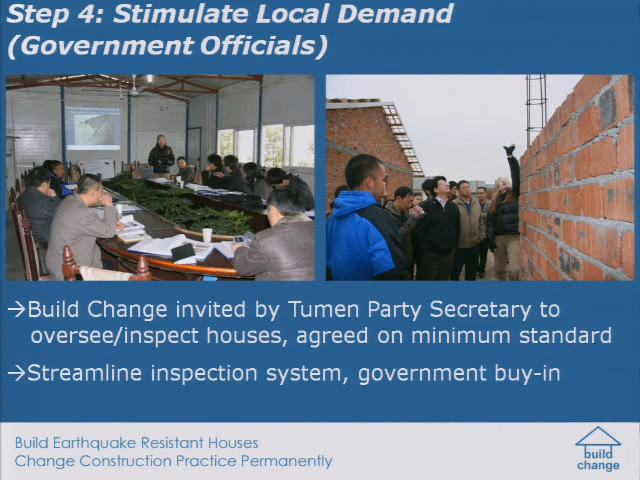 Step 4: Stimulate Local Demand
(Government Officials)
→Build Change invited by Tumen Party Secretary to
oversee/inspect houses, agreed on minimum standard
→Streamline inspection system, government buy-in
Build Earthquake Resistant Houses
Change Construction Practice Permanently
build
change